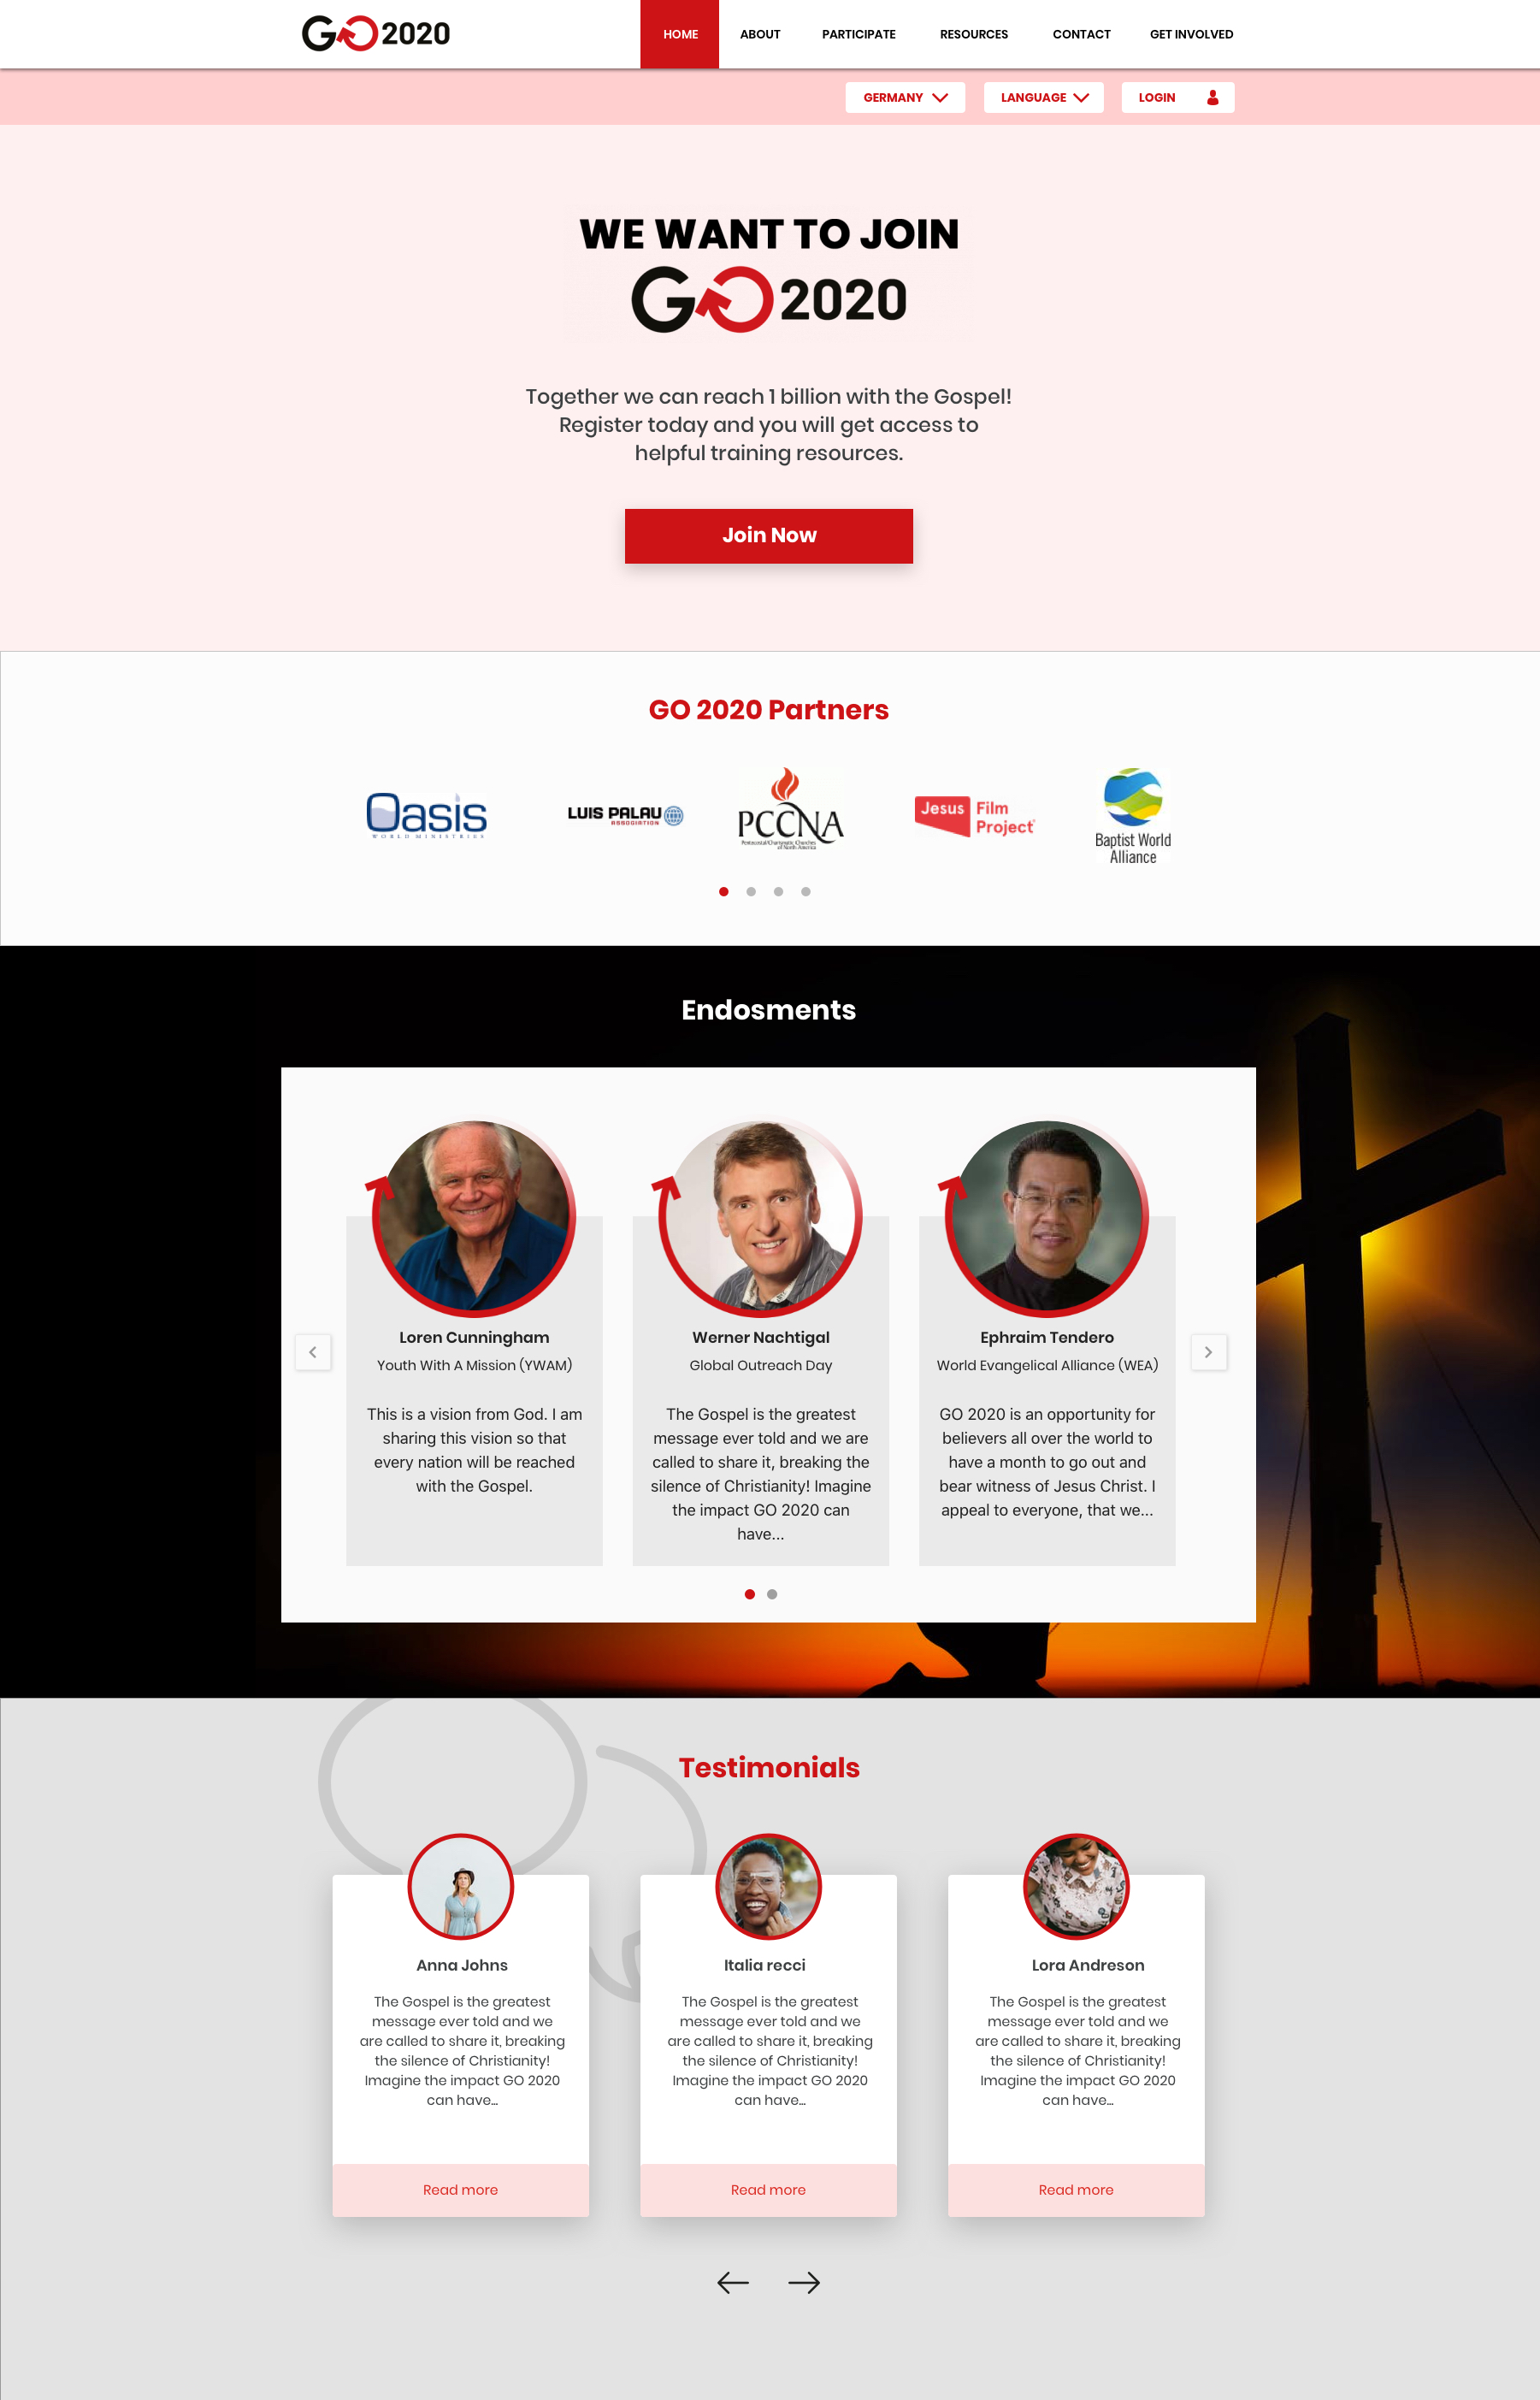 GO2020
HOME
ABOUT
PARTICIPATE
RESOURCES
CONTACT
GET INVOLVED
GERMANY
LANGUAGE
LOGIN
WE WANT TO JOIN
GO2020
Together we can reach 1 billion with the Gospel!
Register today and you will get access to
helpful training resources.
Join Now
GO 2020 Partners
Oasis
WORLD MINISTRIES
LUIS PALAU
ASSOCIATION
PCCNA
Pentecostal/Charismatic Churches
of North America
Jesus Film
Project®
Baptist World
Alliance
Endosments
Loren Cunningham
Youth With A Mission (YWAM)
This is a vision from God. I am
sharing this vision so that
every nation will be reached
with the Gospel.
Werner Nachtigal
Global Outreach Day
The Gospel is the greatest
message ever told and we are
called to share it, breaking the
silence of Christianity! Imagine
the impact GO 2020 can
have...
Ephraim Tendero
World Evangelical Alliance (WEA)
GO 2020 is an opportunity for
believers all over the world to
have a month to go out and
bear witness of Jesus Christ. I
appeal to everyone, that we...
Testimonials
Anna Johns
The Gospel is the greatest
message ever told and we
are called to share it, breaking
the silence of Christianity!
Imagine the impact GO 2020
can have...
Read more
Italia recci
The Gospel is the greatest
message ever told and we
are called to share it, breaking
the silence of Christianity!
Imagine the impact GO 2020
can have...
Read more
Lora Andreson
The Gospel is the greatest
message ever told and we
are called to share it, breaking
the silence of Christianity!
Imagine the impact GO 2020
can have...
Read more